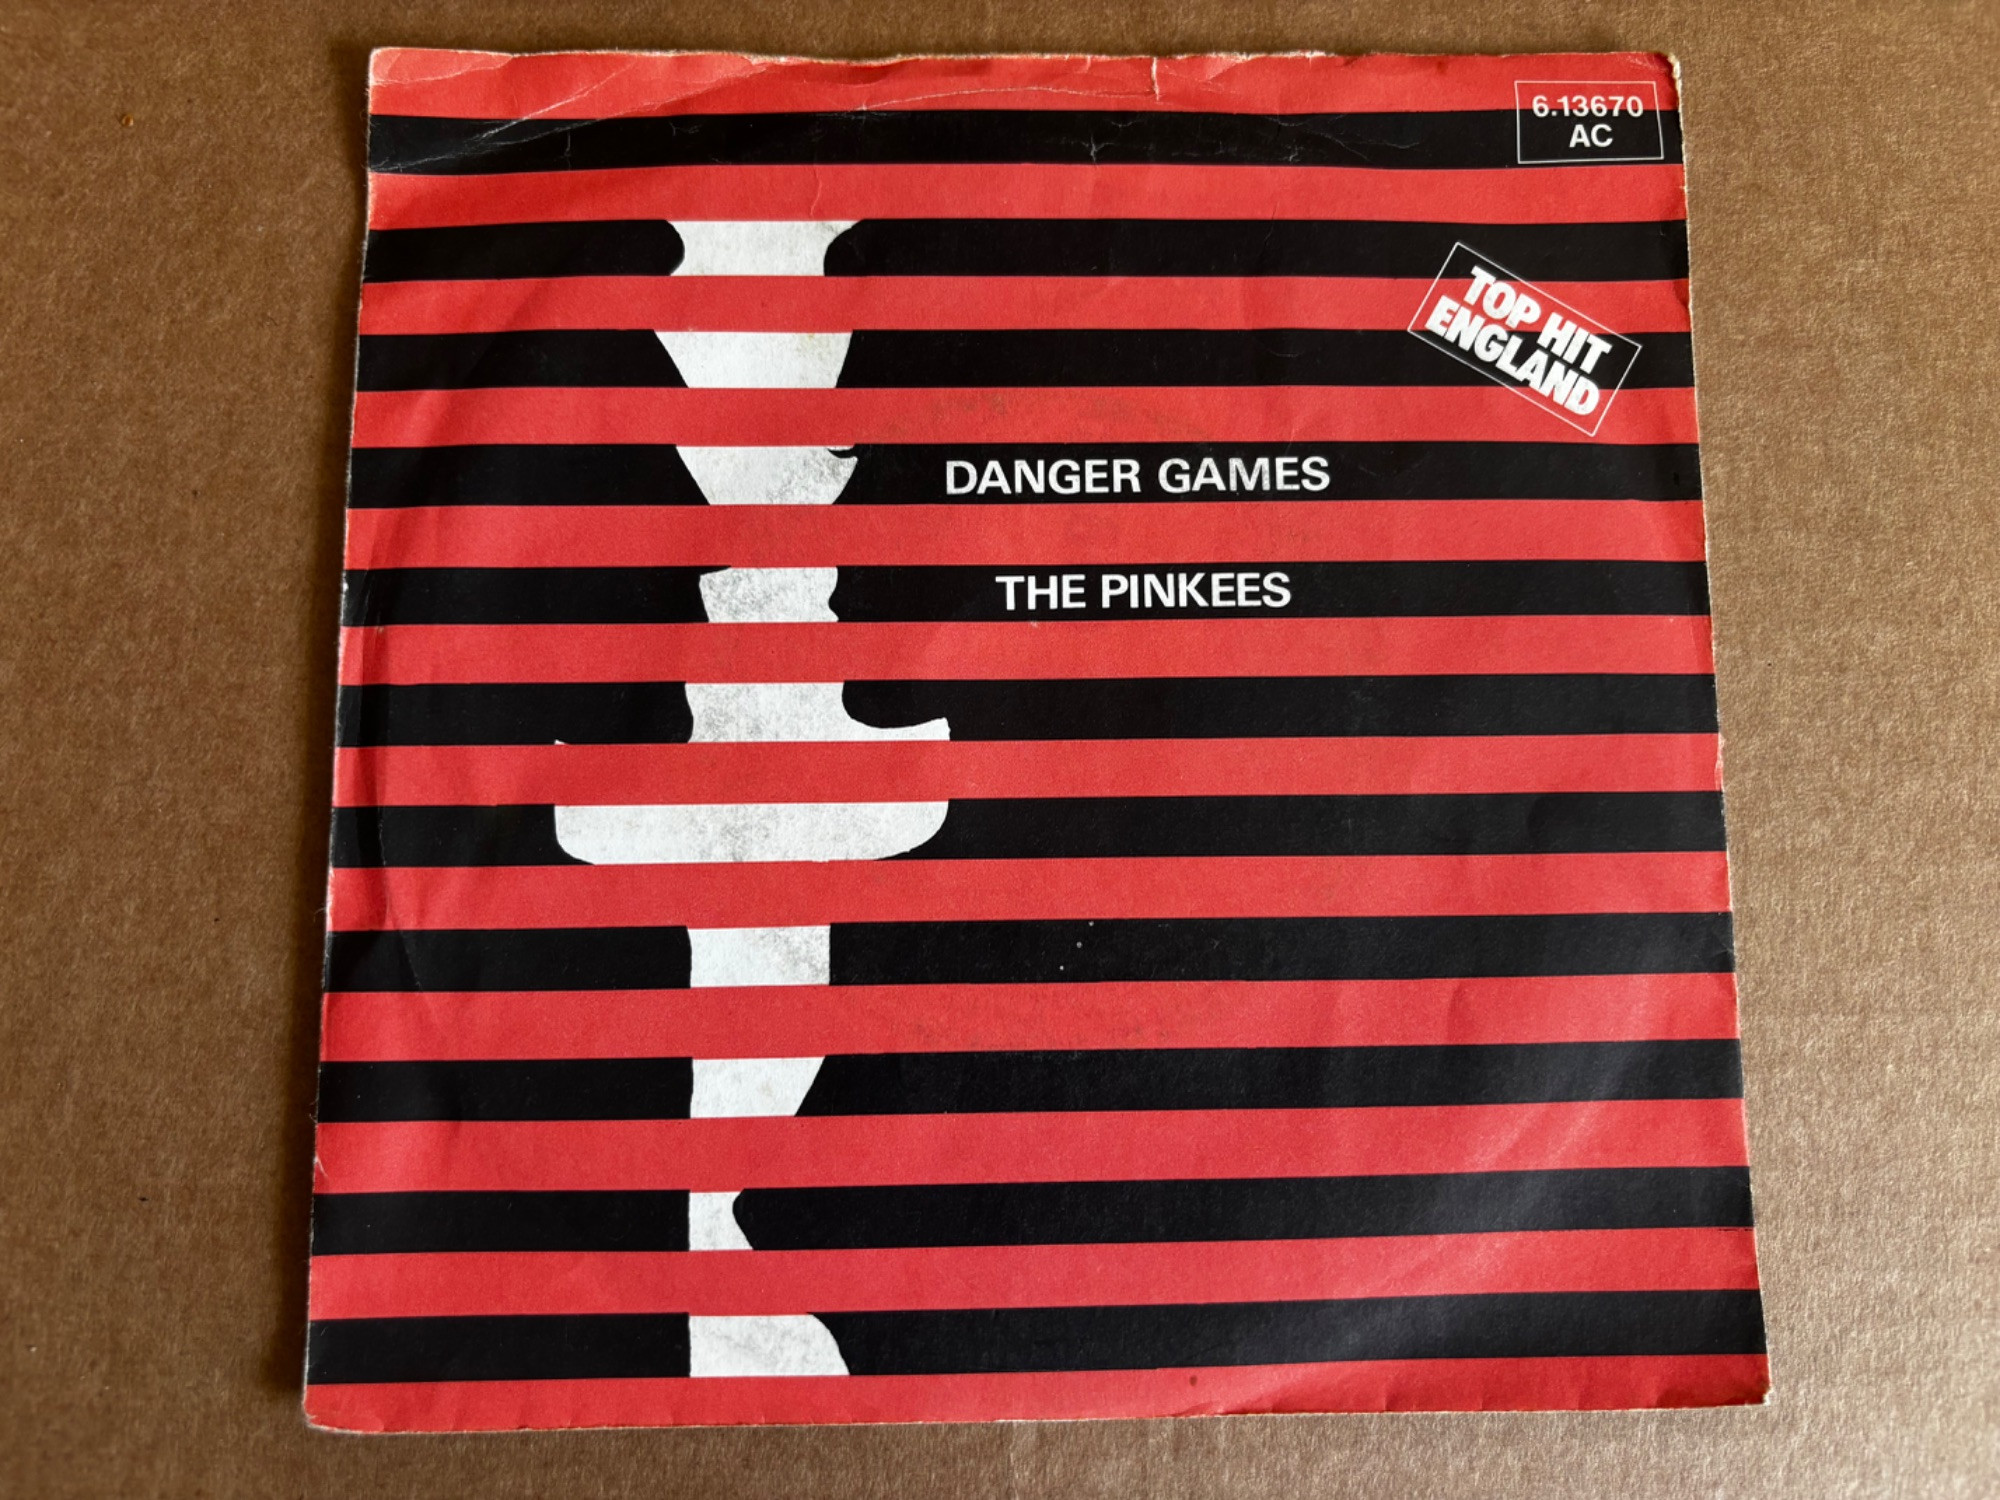 6.13670
AC
TOP HIT
ENGLAND
DANGER GAMES
THE PINKEES